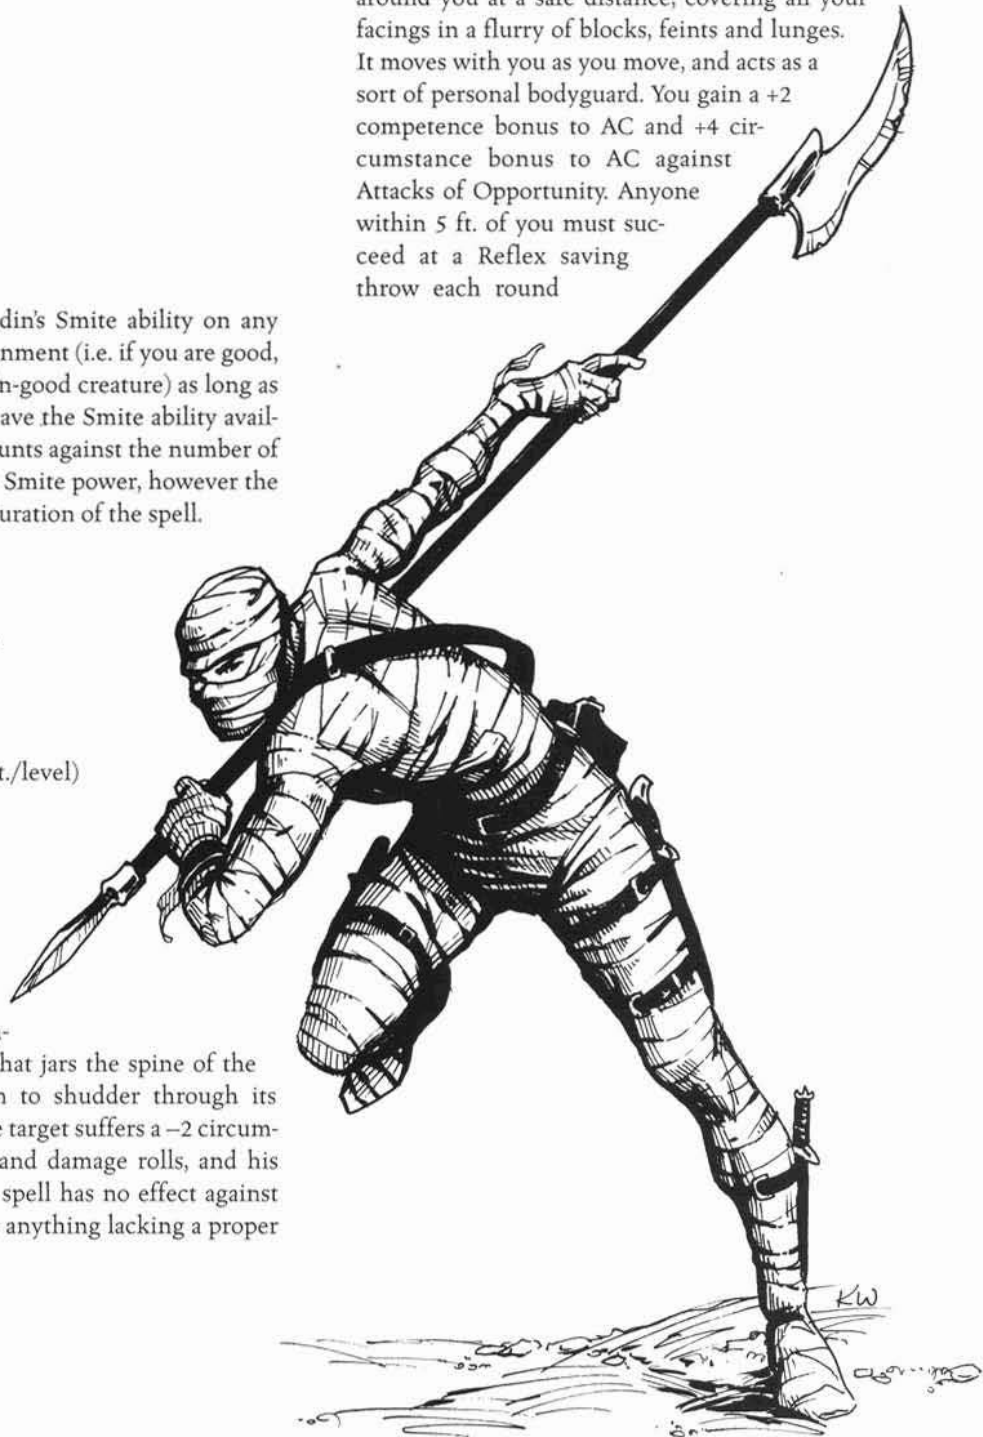 din's Smite ability on any
nment (i.e. if you are good,
n-good creature) as long as
ave the Smite ability avail-
unts against the number of
Smite power, however the
uration of the spell.
t./level)
hat jars the spine of the
n to shudder through its
e target suffers a –2 circum-
and damage rolls, and his
spell has no effect against
anything lacking a proper
around you at a safe distance, covering all your
facings in a flurry of blocks, feints and lunges.
It moves with you as you move, and acts as a
sort of personal bodyguard. You gain a +2
competence bonus to AC and +4 cir-
cumstance bonus to AC against
Attacks of Opportunity. Anyone
within 5 ft. of you must suc-
ceed at a Reflex saving
throw each round
KW